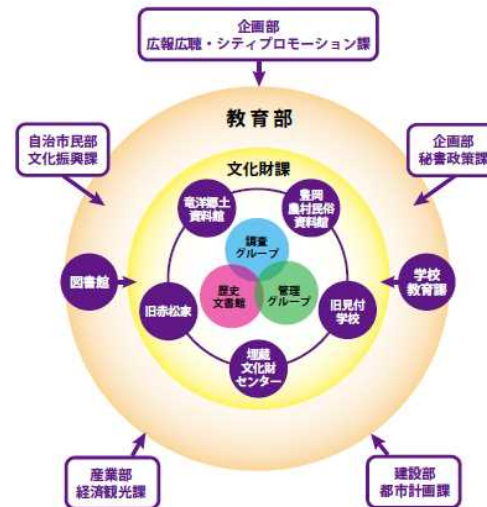 企画部
広報広聴・シティプロモーション課
教育部
自治市民部
文化振興課
企画部
秘書政策課
文化財課
竜洋郷土
資料館
豊岡
農村民俗
資料館
調査
グループ
図書館
学校
教育課
歴史
文書館
管理
グループ
旧赤松家
旧見付
学校
埋蔵
文化財
センター
産業部
経済観光課
建設部
都市計画課